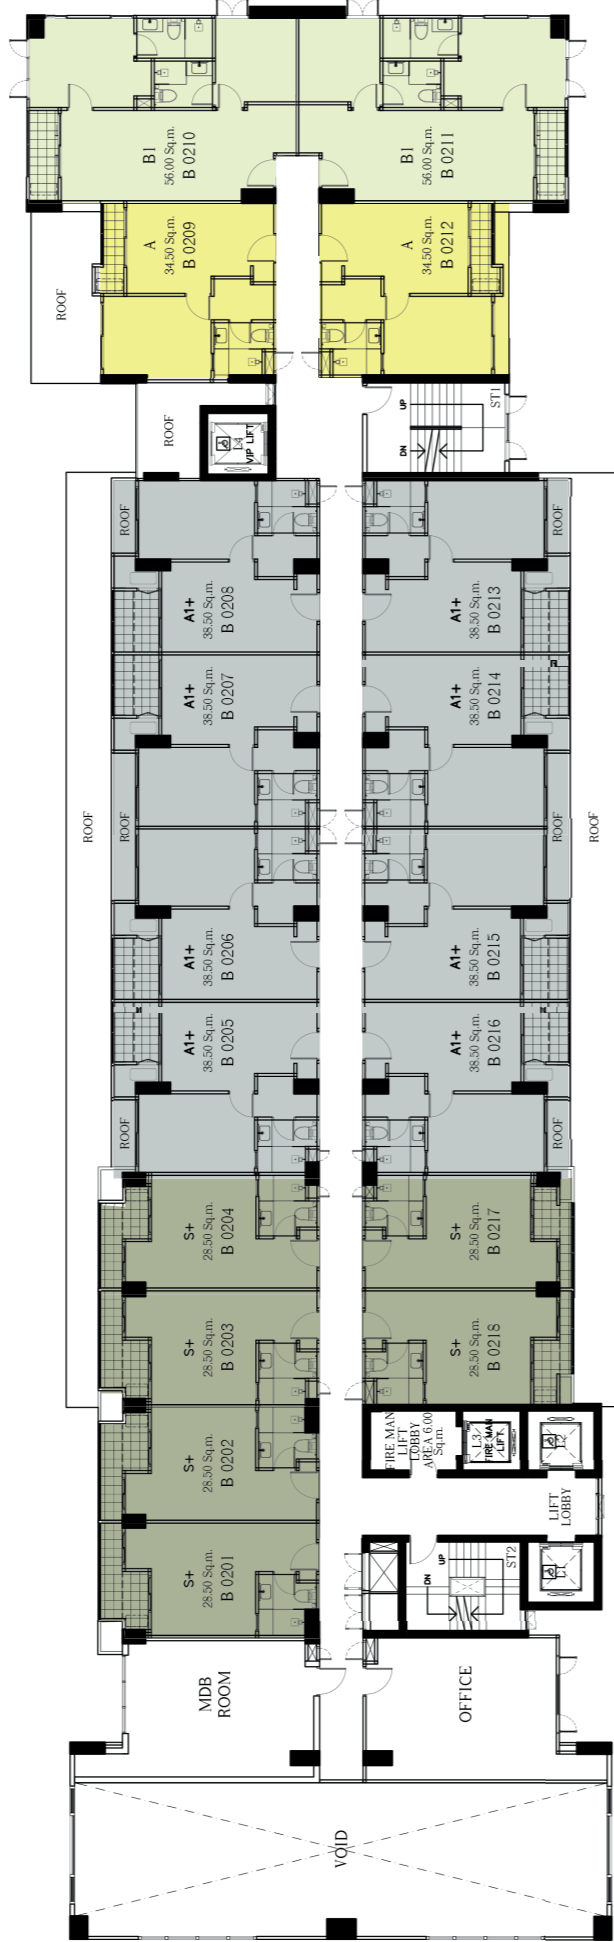 B1
56.00 Sq.m.
B 0210
B1
56.00 Sq.m.
B 0211
A
34.50 Sq.m.
B 0209
A
34.50 Sq.m.
B 0212
ROOF
ROOF
L4
VIP LIFT
UP
DN
ST1
ROOF
ROOF
A1+
38.50 Sq.m.
B 0208
A1+
38.50 Sq.m.
B 0213
A1+
38.50 Sq.m.
B 0207
A1+
38.50 Sq.m.
B 0214
ROOF
ROOF
ROOF
ROOF
A1+
38.50 Sq.m.
B 0206
A1+
38.50 Sq.m.
B 0215
A1+
38.50 Sq.m.
B 0205
A1+
38.50 Sq.m.
B 0216
ROOF
ROOF
S+
28.50 Sq.m.
B 0204
S+
28.50 Sq.m.
B 0217
S+
28.50 Sq.m.
B 0203
S+
28.50 Sq.m.
B 0218
S+
28.50 Sq.m.
B 0202
FIRE MAN
LIFT
LOBBY
AREA 6.00
Sq.m.
L3
FIRE MAN
LIFT
L2
LIFT
LOBBY
S+
28.50 Sq.m.
B 0201
UP
DN
ST2
L1
MDB
ROOM
OFFICE
VOID